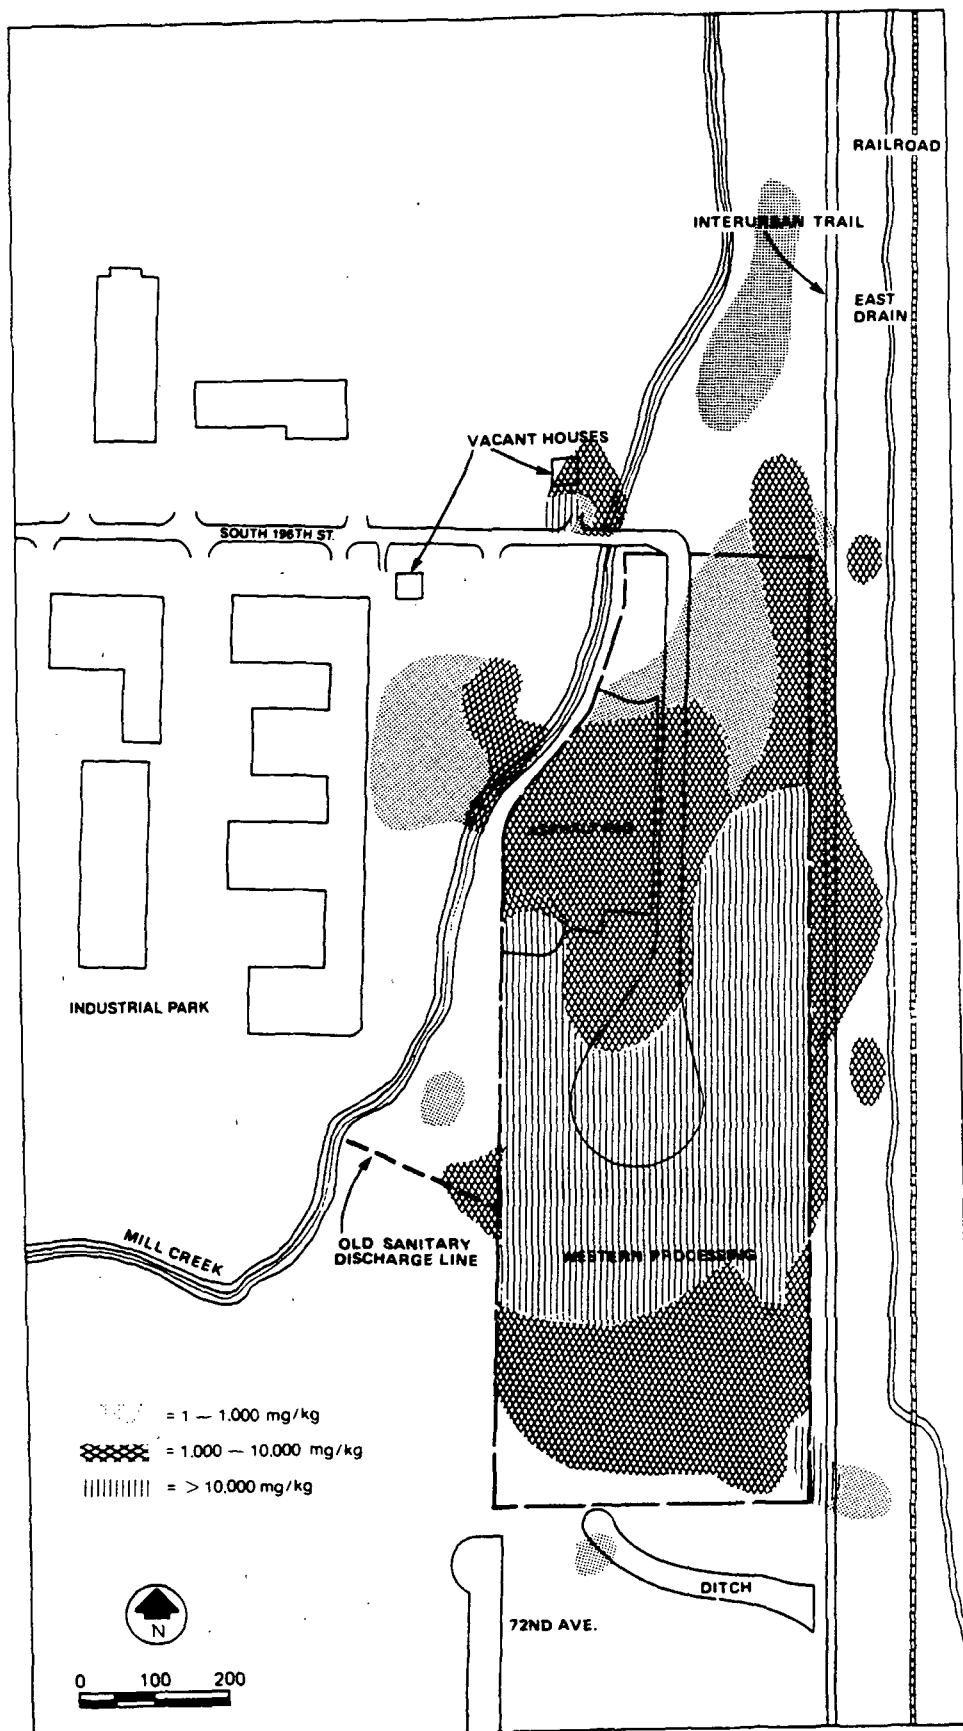 RAILROAD
INTERURBAN TRAIL
EAST
DRAIN
VACANT HOUSES
SOUTH 196TH ST.
INDUSTRIAL PARK
MILL CREEK
OLD SANITARY
DISCHARGE LINE
WESTERN PROCESSING
= 1 — 1.000 mg/kg
= 1.000 — 10.000 mg/kg
= > 10.000 mg/kg
DITCH
N
72ND AVE.
0 100 200